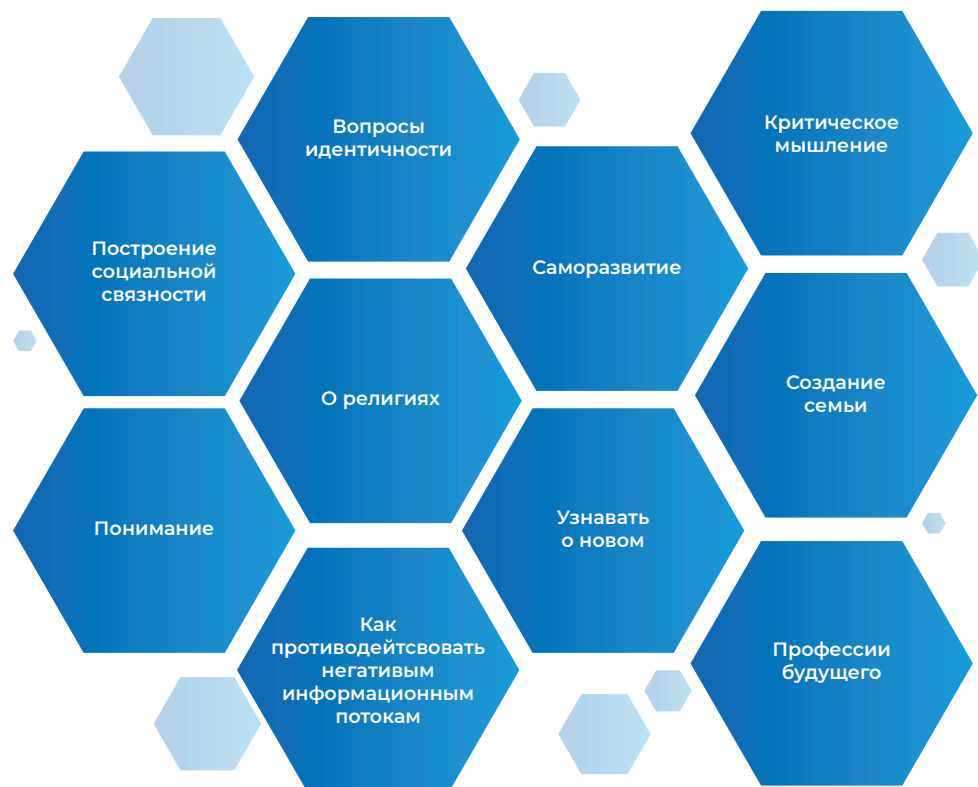 Вопросы
идентичности
Критическое
мышление
Построение
социальной
связности
Саморазвитие
О религиях
Создание
семьи
Понимание
Узнавать
о новом
Как
противодейтсвовать
негативым
информационным
потокам
Профессии
будущего